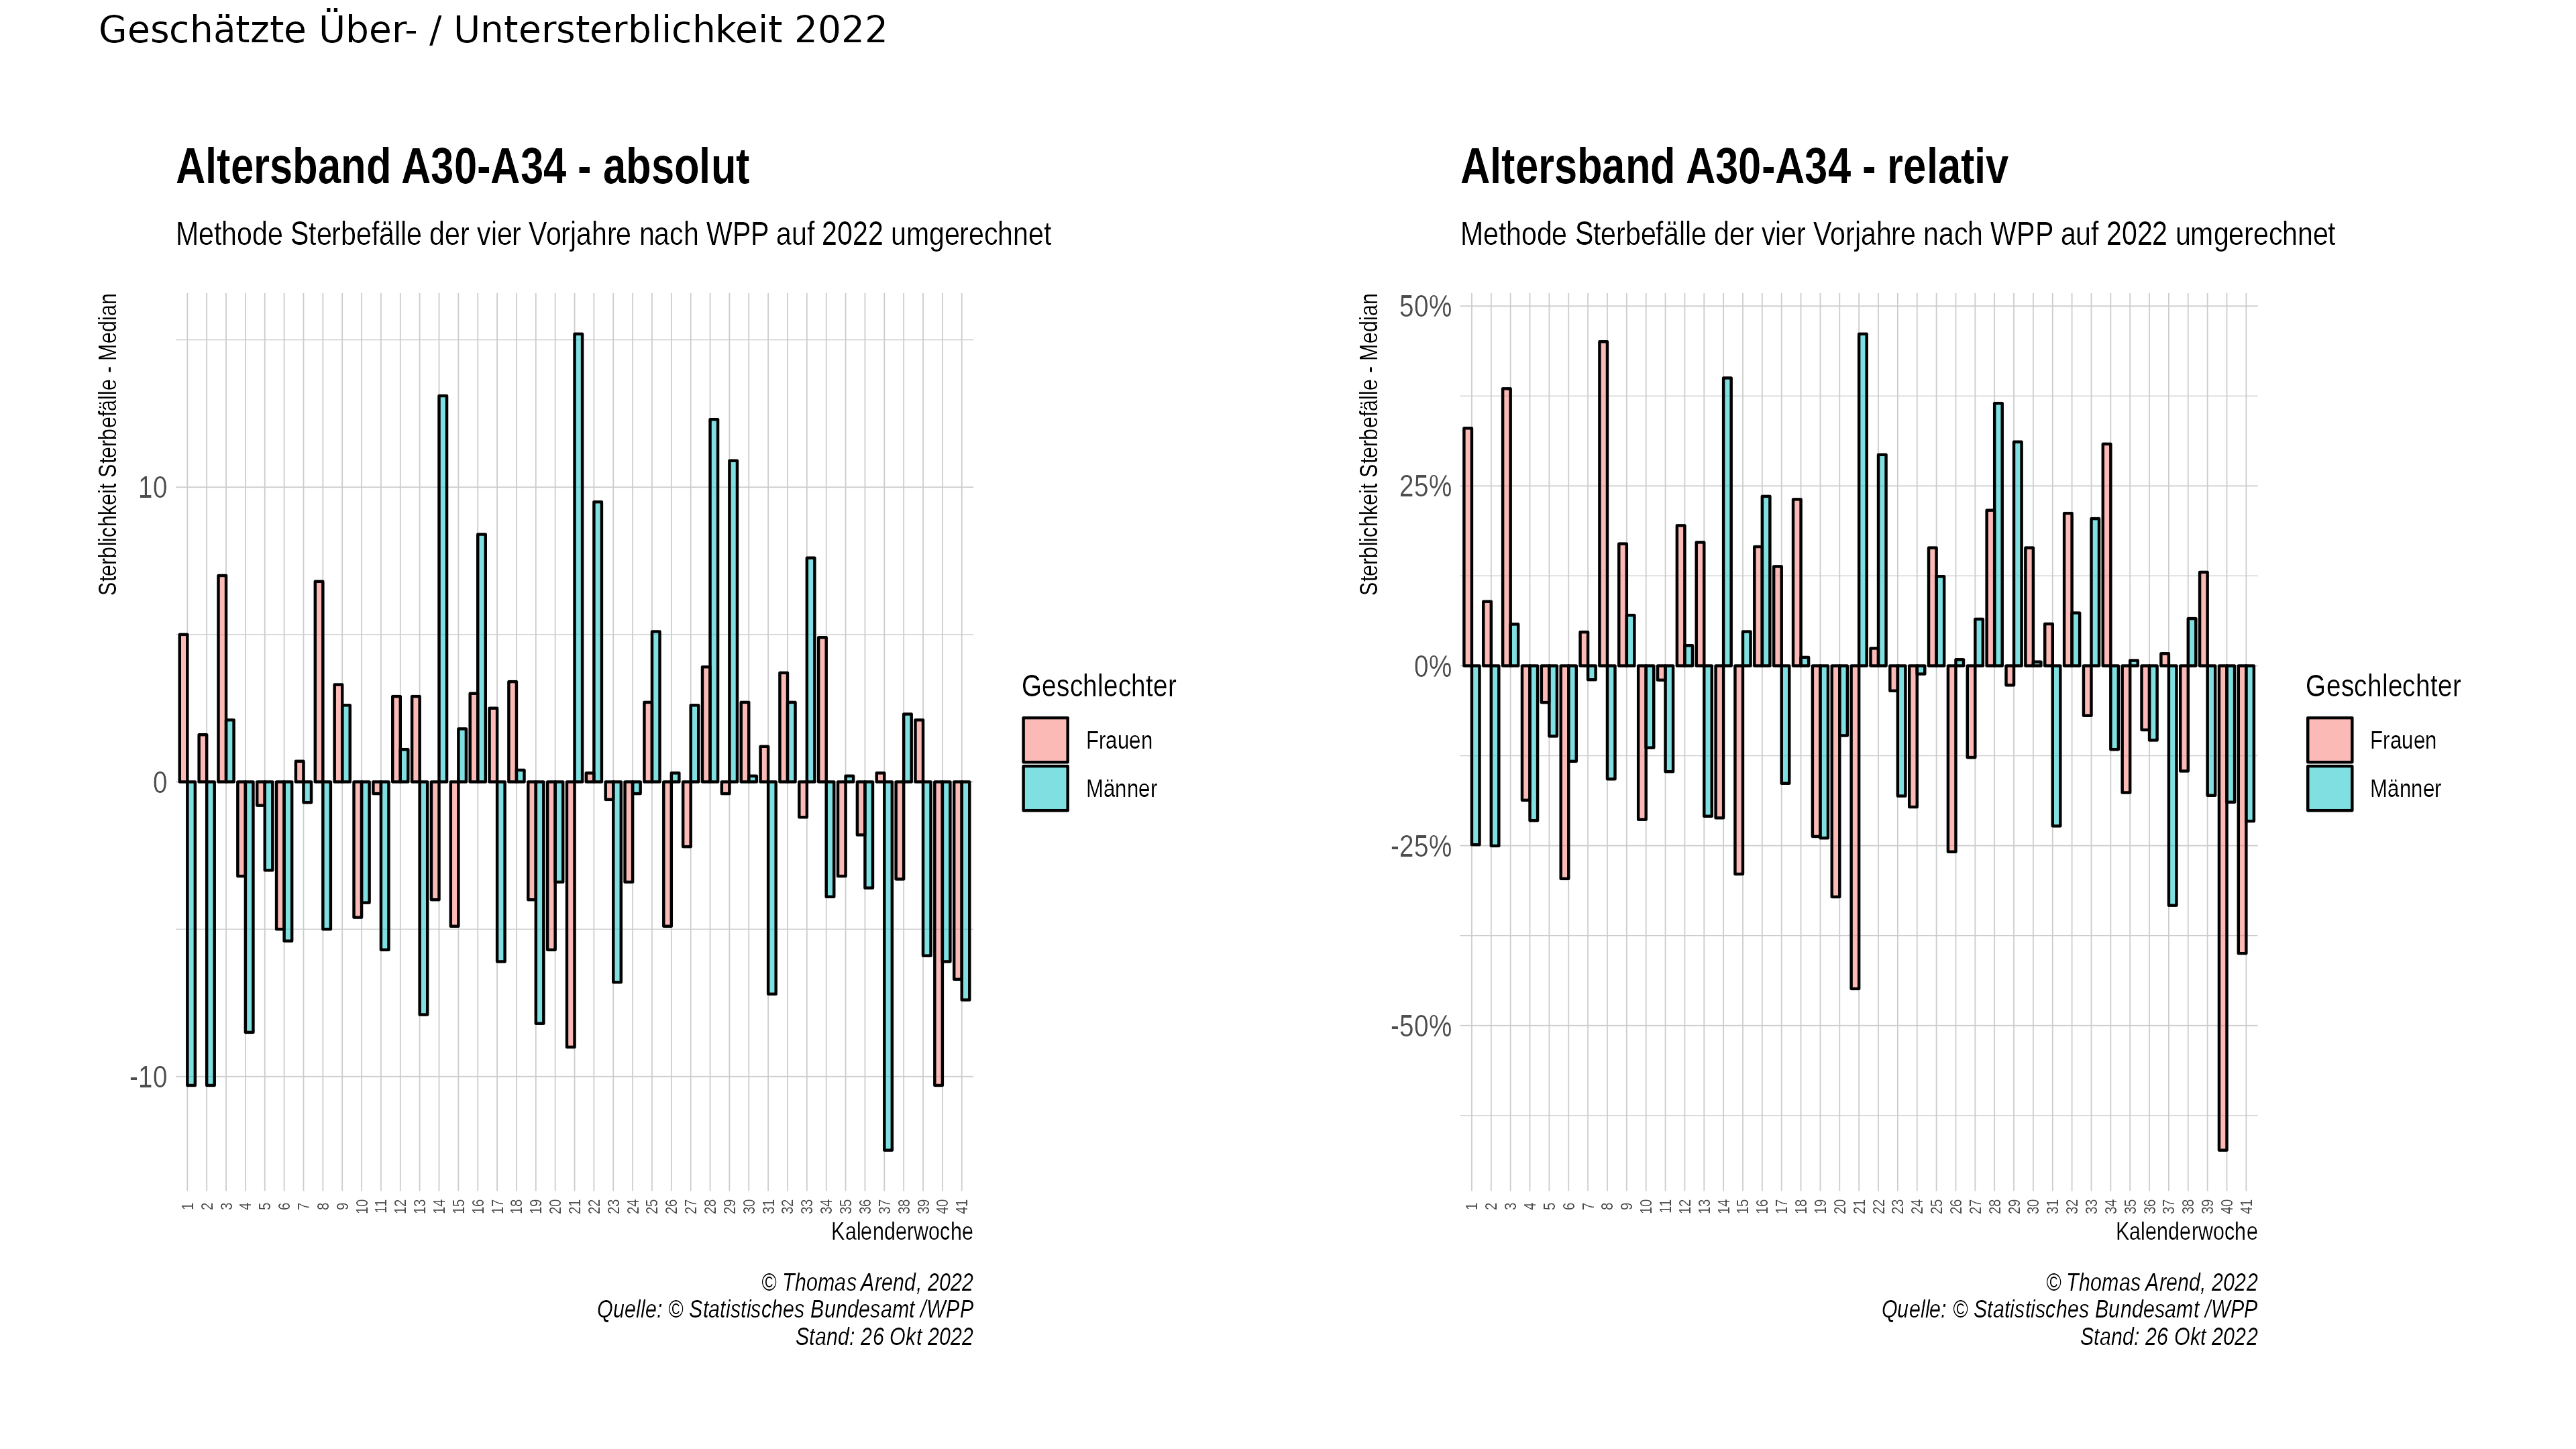 Geschätzte Über- / Untersterblichkeit 2022
Altersband A30-A34 - absolut
Methode Sterbefälle der vier Vorjahre nach WPP auf 2022 umgerechnet
Sterblichkeit Sterbefälle - Median
10
0
-10
1 2 3 4 5 6 7 8 9 10 11 12 13 14 15 16 17 18 19 20 21 22 23 24 25 26 27 28 29 30 31 32 33 34 35 36 37 38 39 40 41
Kalenderwoche
Geschlechter
Frauen
Männer
© Thomas Arend, 2022
Quelle: © Statistisches Bundesamt /WPP
Stand: 26 Okt 2022
Altersband A30-A34 - relativ
Methode Sterbefälle der vier Vorjahre nach WPP auf 2022 umgerechnet
Sterblichkeit Sterbefälle - Median
50%
25%
0%
-25%
-50%
1 2 3 4 5 6 7 8 9 10 11 12 13 14 15 16 17 18 19 20 21 22 23 24 25 26 27 28 29 30 31 32 33 34 35 36 37 38 39 40 41
Kalenderwoche
Geschlechter
Frauen
Männer
© Thomas Arend, 2022
Quelle: © Statistisches Bundesamt /WPP
Stand: 26 Okt 2022